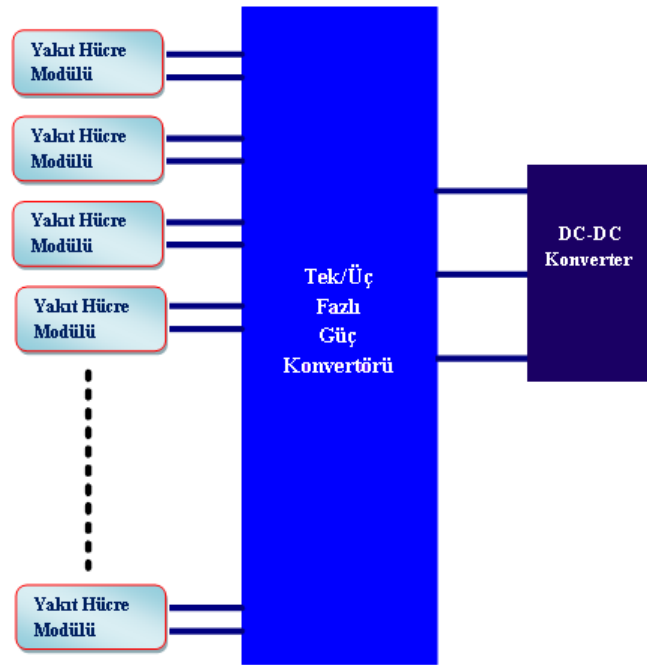 Yakıt Hücre
Modülü
Yakıt Hücre
Modülü
Yakıt Hücre
Modülü
Yakıt Hücre
Modülü
Yakıt Hücre
Modülü
Tek/Üç
Fazlı
Güç
Konvertörü
DC-DC
Konverter